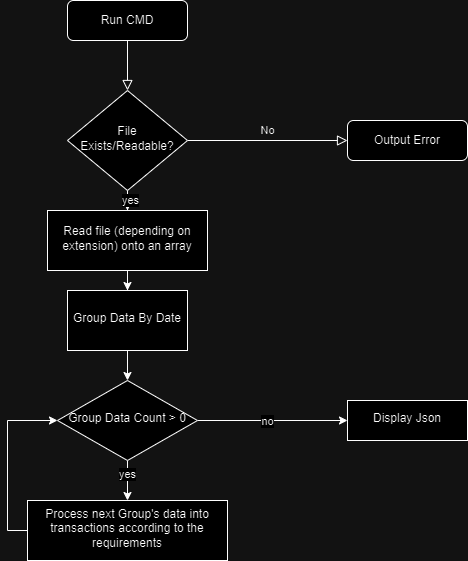 Run CMD
File
Exists/Readable?
No
Output Error
yes
Read file (depending on
extension) onto an array
Group Data By Date
Group Data Count > 0
no
Display Json
yes
Process next Group's data into
transactions according to the
requirements